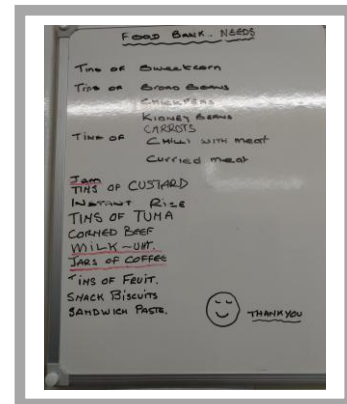 FOOD BANK. NEEDS
TINS OF SWEETCORN
TINS OF BROAD BEANS
CHICKPEAS
KIDNEY BEANS
CARROTS
TINS OF CHILLI WITH MEAT
CURRIED MEAT
JAM
TINS OF CUSTARD
INSTANT RICE
TINS OF TUNA
CORNED BEEF
MILK - UHT.
JARS OF COFFEE
TINS OF FRUIT.
SNACK BISCUITS
SANDWICH PASTE.
THANK YOU